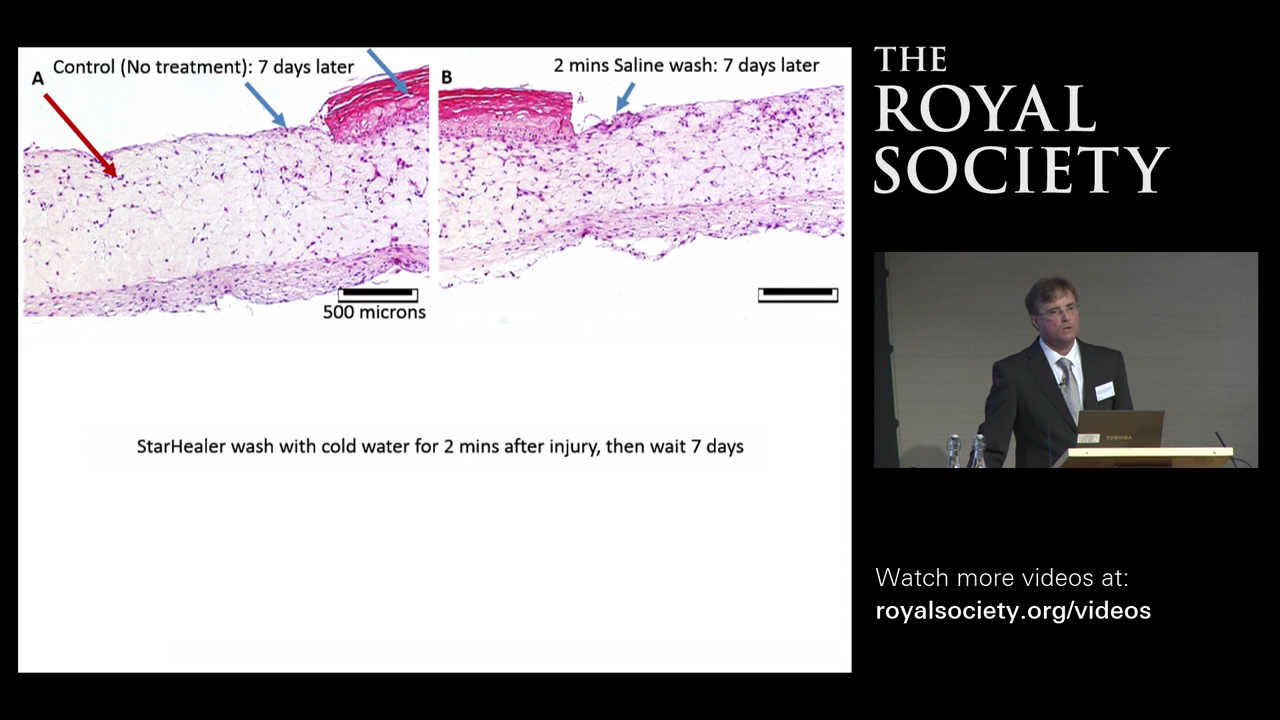 A
Control (No treatment): 7 days later
B
2 mins Saline wash: 7 days later
500 microns
StarHealer wash with cold water for 2 mins after injury, then wait 7 days
THE
ROYAL
SOCIETY
TOSHIBA
Watch more videos at:
royalsociety.org/videos